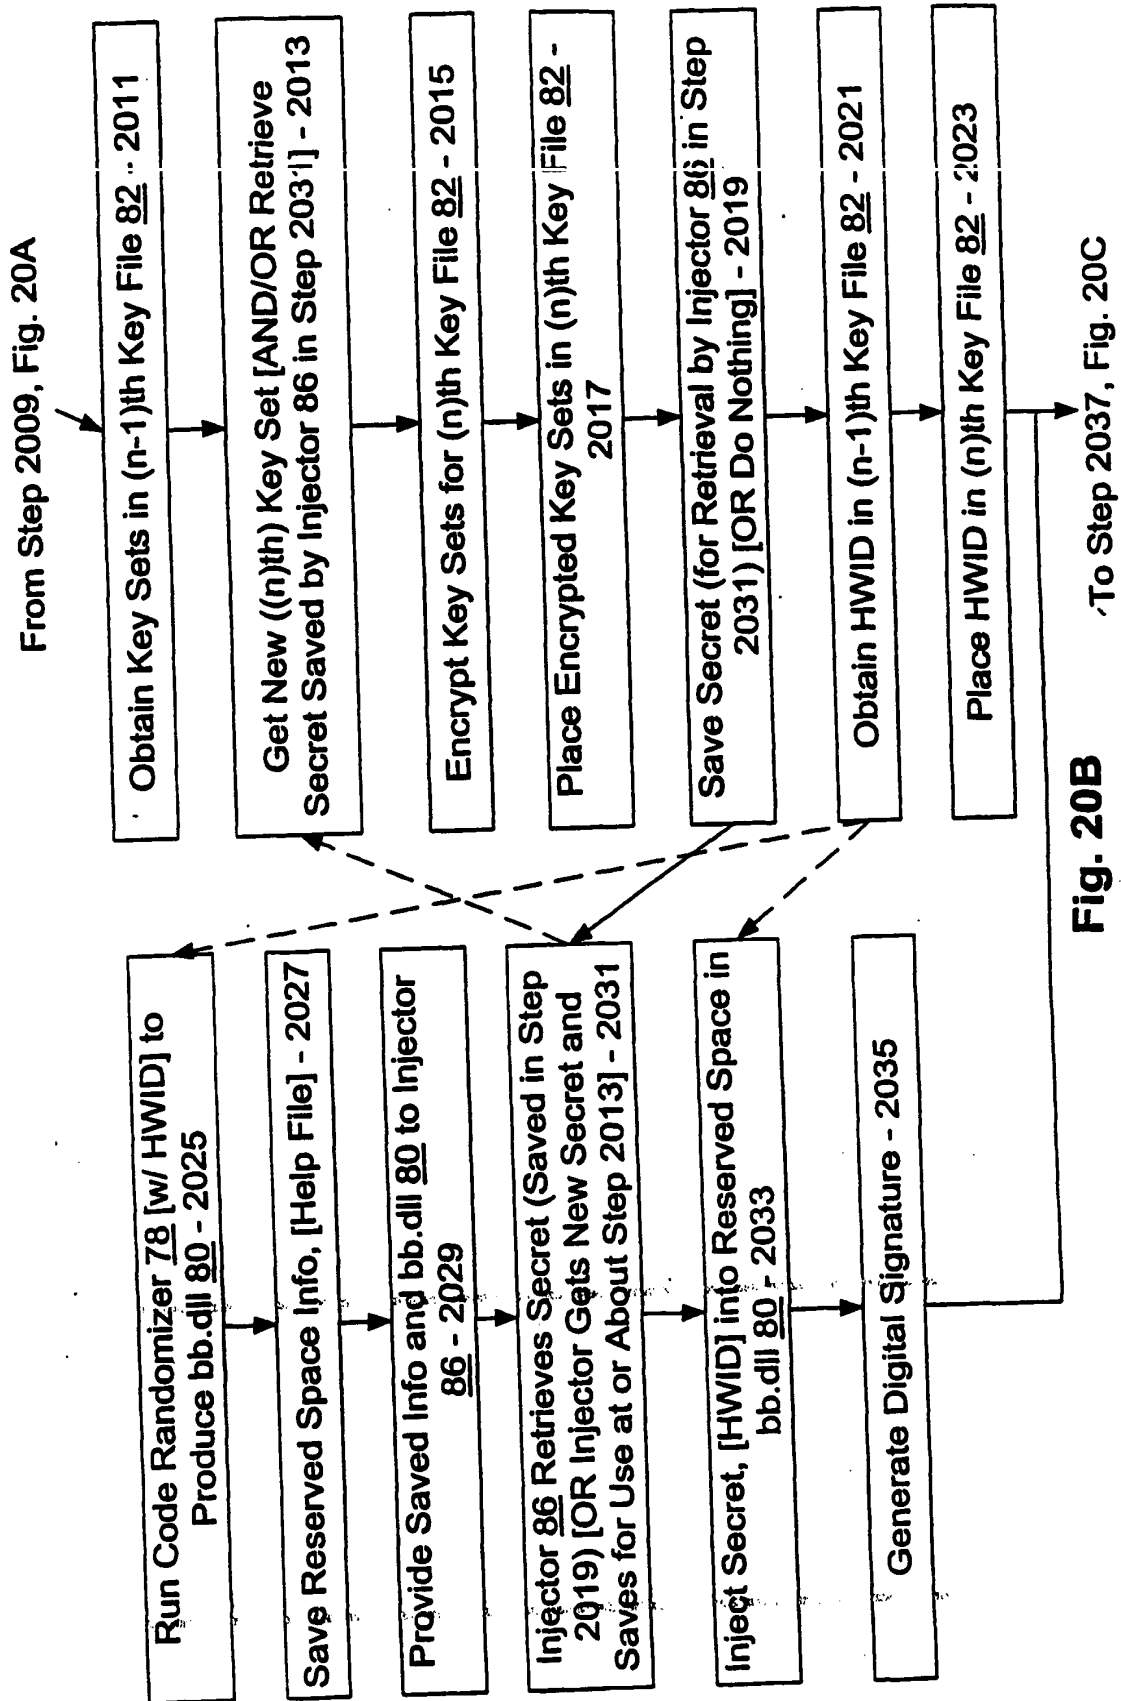 From Step 2009, Fig. 20A
Obtain Key Sets in (n-1)th Key File 82 - 2011
Get New ((n)th) Key Set [AND/OR Retrieve
Secret Saved by Injector 86 in Step 2031] - 2013
Encrypt Key Sets for (n)th Key File 82 - 2015
Place Encrypted Key Sets in (n)th Key File 82 -
2017
Save Secret (for Retrieval by Injector 86 in Step
2031) [OR Do Nothing] - 2019
Obtain HWID in (n-1)th Key File 82 - 2021
Place HWID in (n)th Key File 82 - 2023
To Step 2037, Fig. 20C
Run Code Randomizer 78 [w/ HWID] to
Produce bb.dll 80 - 2025
Save Reserved Space Info, [Help File] - 2027
Provide Saved Info and bb.dll 80 to Injector
86 - 2029
Injector 86 Retrieves Secret (Saved in Step
2019) [OR Injector Gets New Secret and
Saves for Use at or About Step 2013] - 2031
Inject Secret, [HWID] into Reserved Space in
bb.dll 80 - 2033
Generate Digital Signature - 2035
Fig. 20B